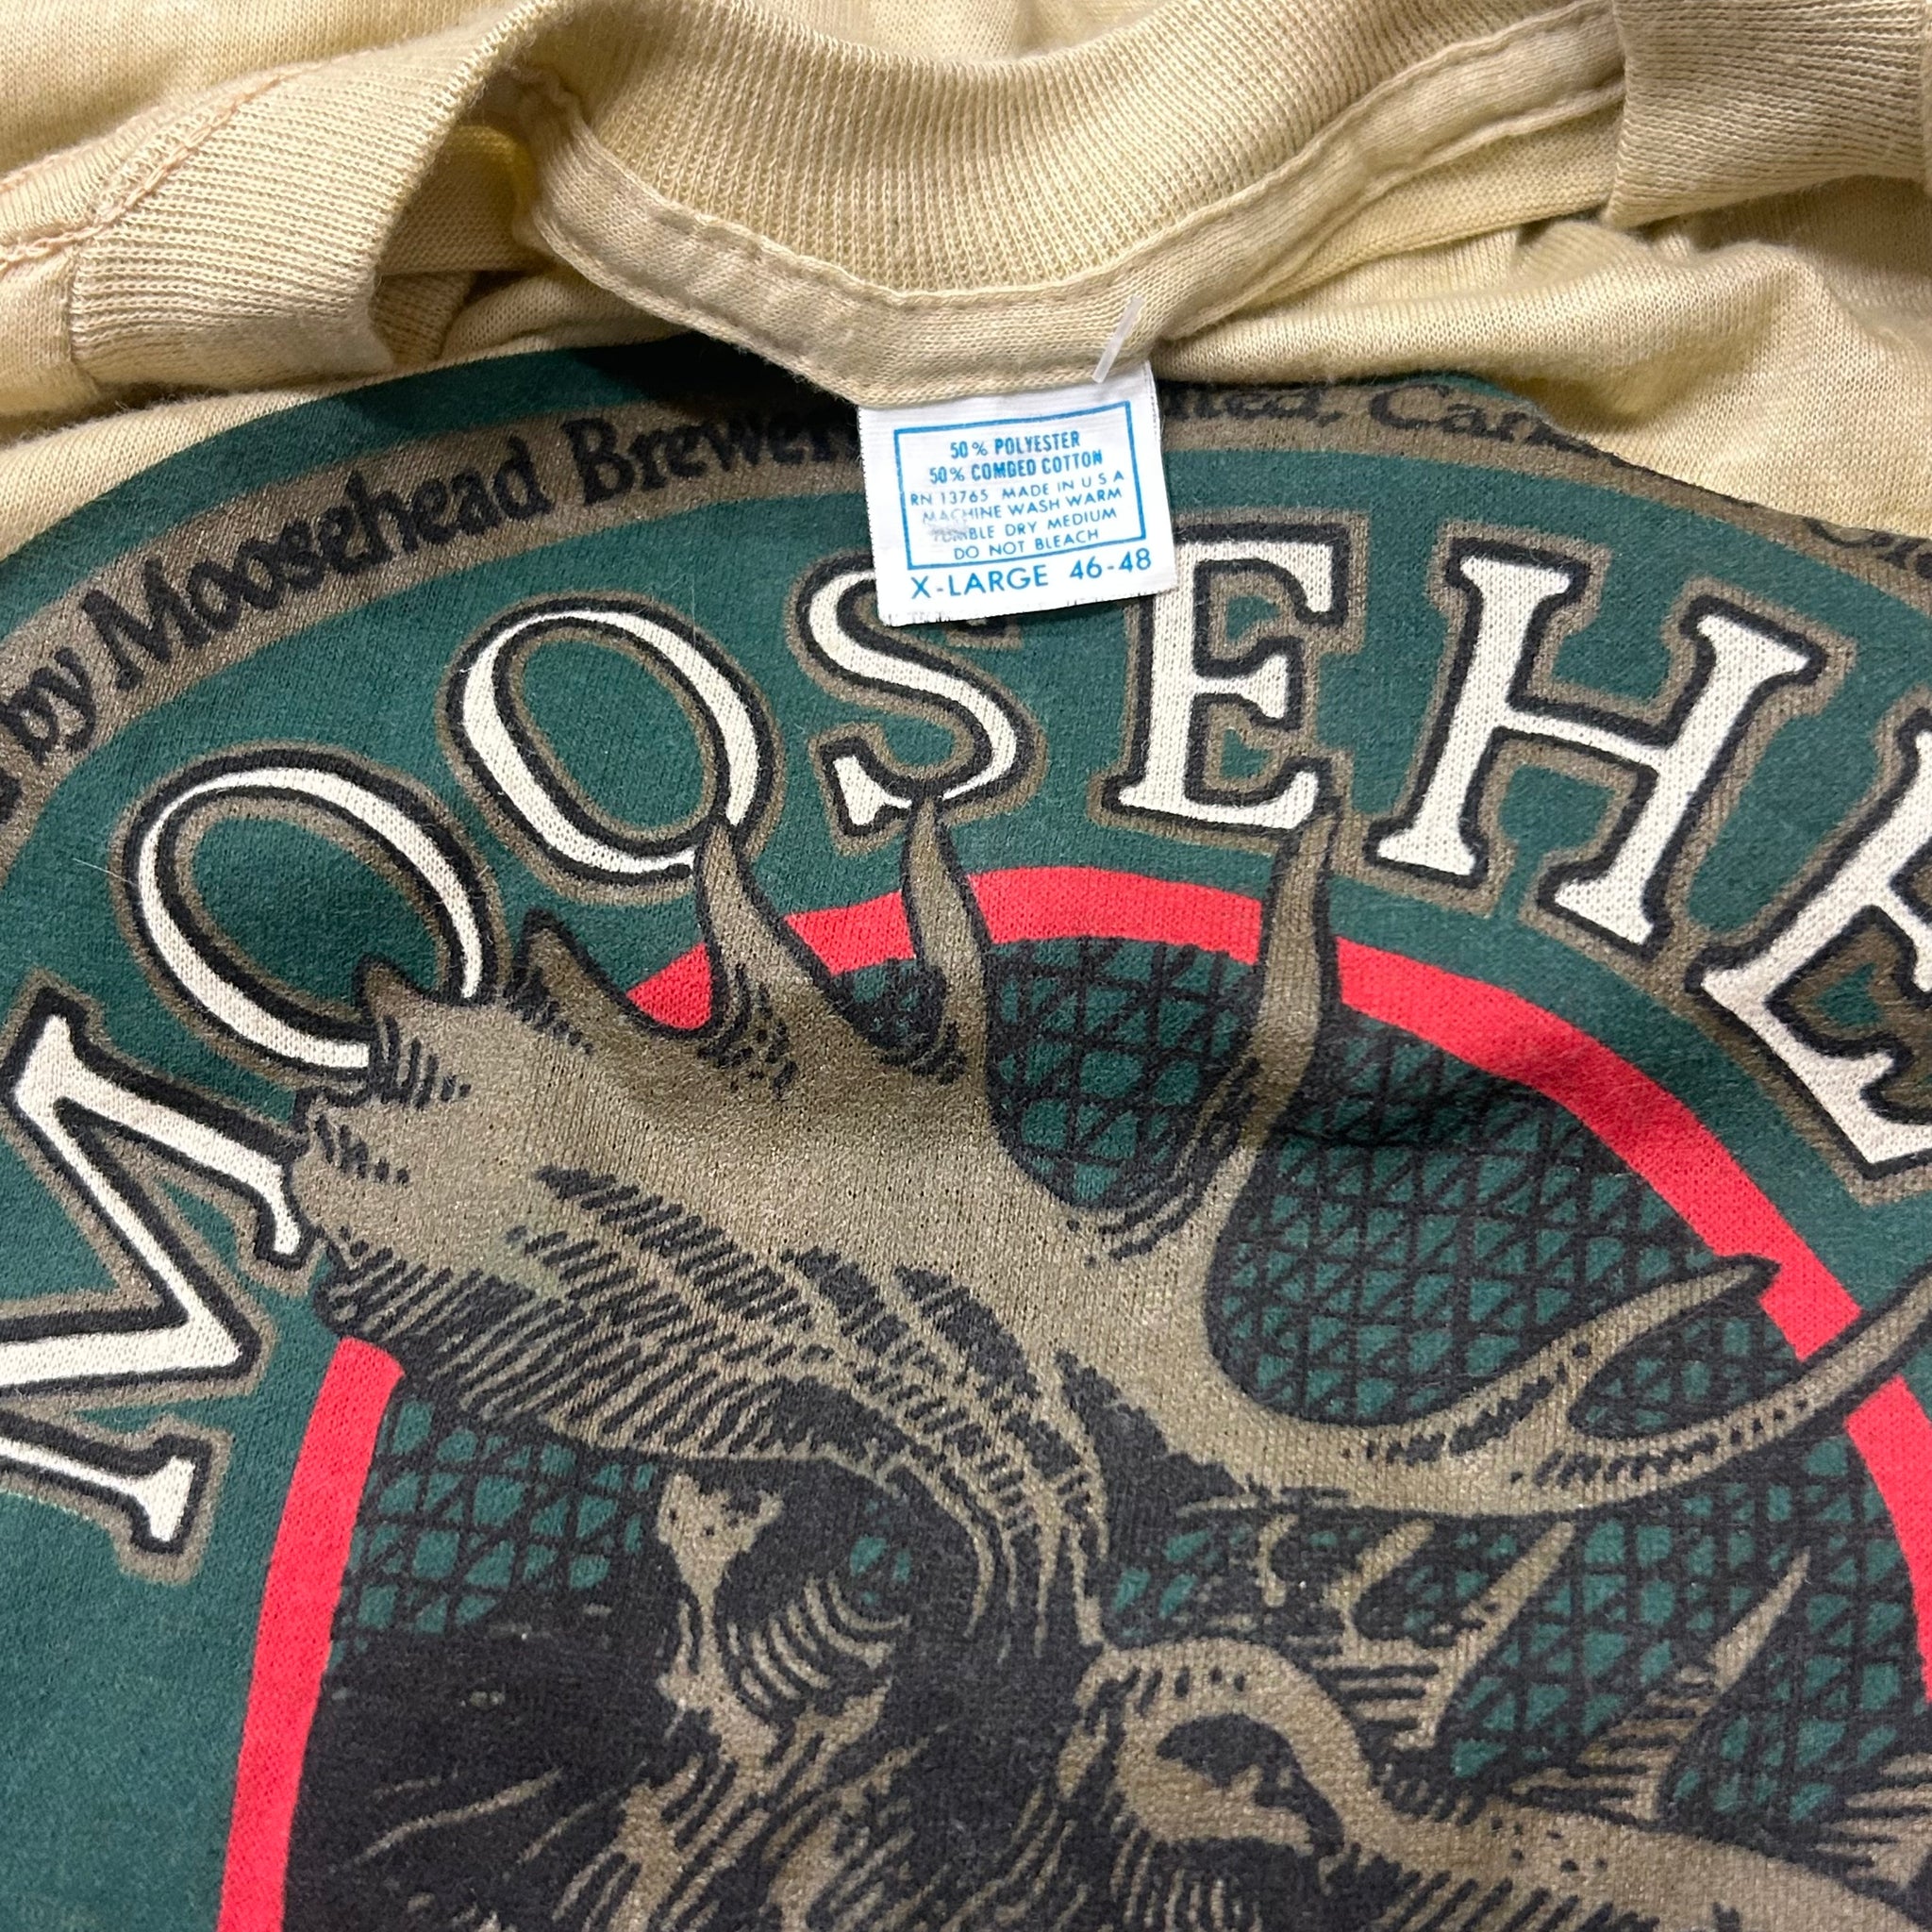 by Moosehead Brewer
50% POLYESTER
50% COMBED COTTON
RN 13765 MADE IN U S A
MACHINE WASH WARM
TUMBLE DRY MEDIUM
DO NOT BLEACH
X-LARGE 46-48
MOOSEHE